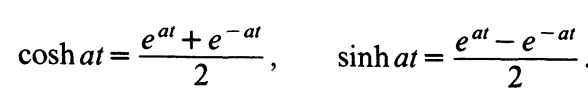 cosh at = (e^{at} + e^{-at})/2, sinh at = (e^{at} - e^{-at})/2.